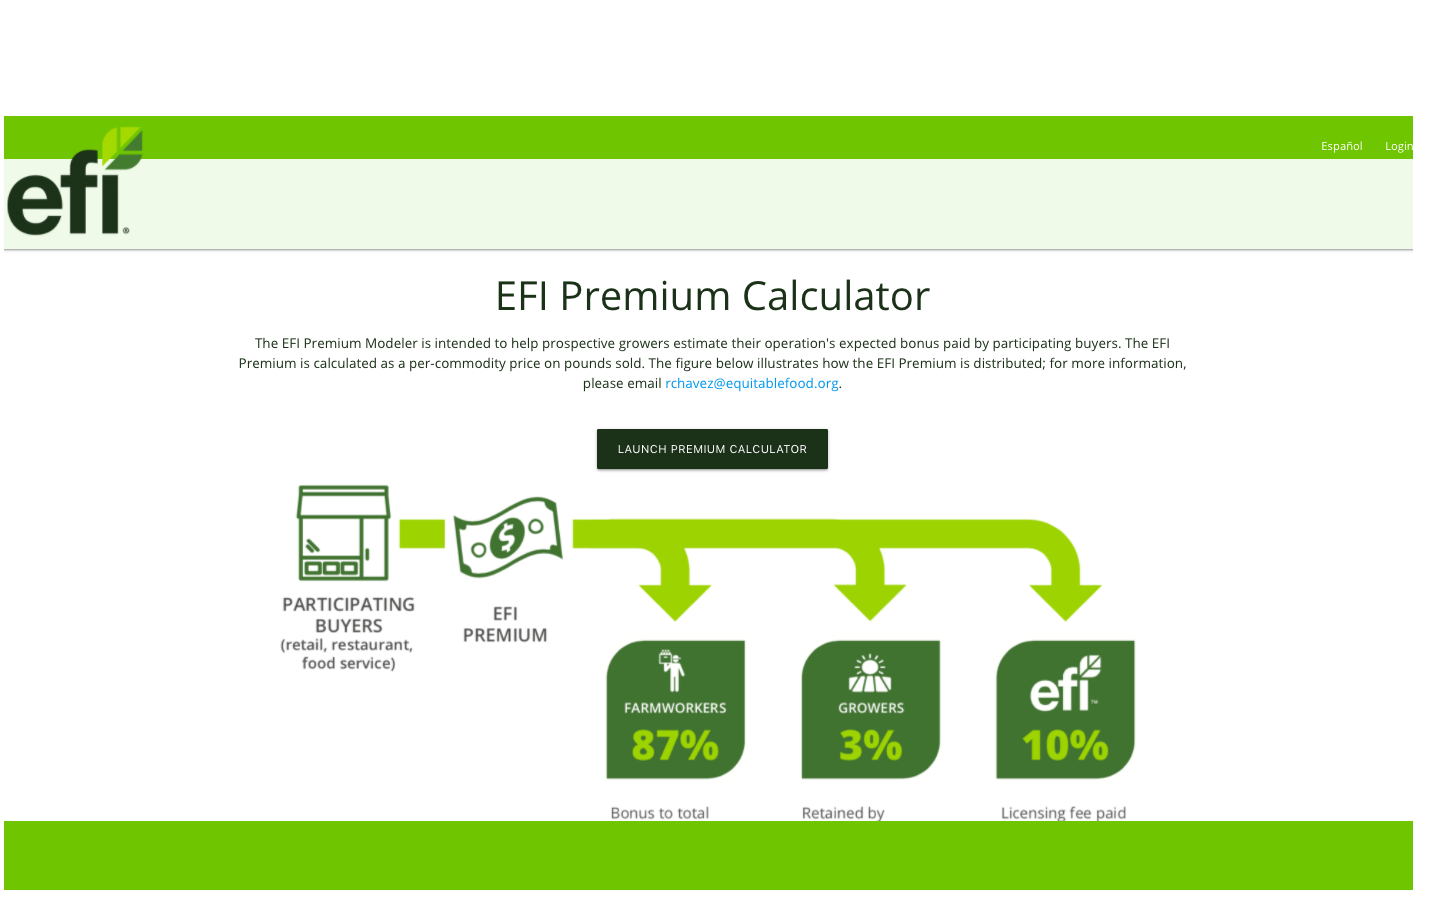 Español Login
efi®
EFI Premium Calculator
The EFI Premium Modeler is intended to help prospective growers estimate their operation's expected bonus paid by participating buyers. The EFI
Premium is calculated as a per-commodity price on pounds sold. The figure below illustrates how the EFI Premium is distributed; for more information,
please email rchavez@equitablefood.org.
LAUNCH PREMIUM CALCULATOR
PARTICIPATING
BUYERS
(retail, restaurant,
food service)
EFI
PREMIUM
FARMWORKERS
87%
Bonus to total
GROWERS
3%
Retained by
efi™
10%
Licensing fee paid